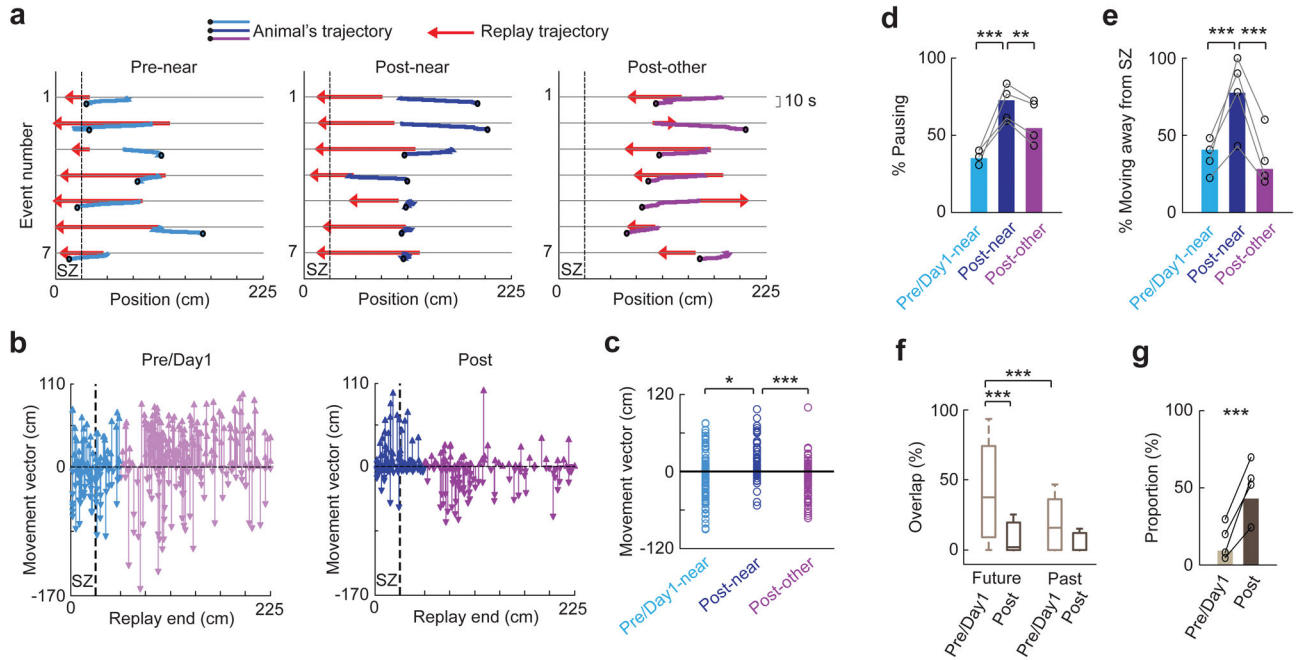 a
Animal's trajectory
Replay trajectory
Pre-near
Post-near
Post-other
Event number
1
7
SZ
0
Position (cm)
225
1
7
SZ
0
Position (cm)
225
1
7
SZ
0
Position (cm)
225
10 s
b
Pre/Day1
Movement vector (cm)
110
0
-170
SZ
0
Replay end (cm)
225
Post
Movement vector (cm)
110
0
-170
SZ
0
Replay end (cm)
225
c
Movement vector (cm)
120
0
-120
*
***
Pre/Day1-near
Post-near
Post-other
d
% Pausing
100
50
0
***
**
Pre/Day1-near
Post-near
Post-other
e
% Moving away from SZ
100
50
0
***
***
Pre/Day1-near
Post-near
Post-other
f
Overlap (%)
100
50
0
***
***
Future
Past
Pre/Day1
Post
Pre/Day1
Post
g
Proportion (%)
100
50
0
***
Pre/Day1
Post